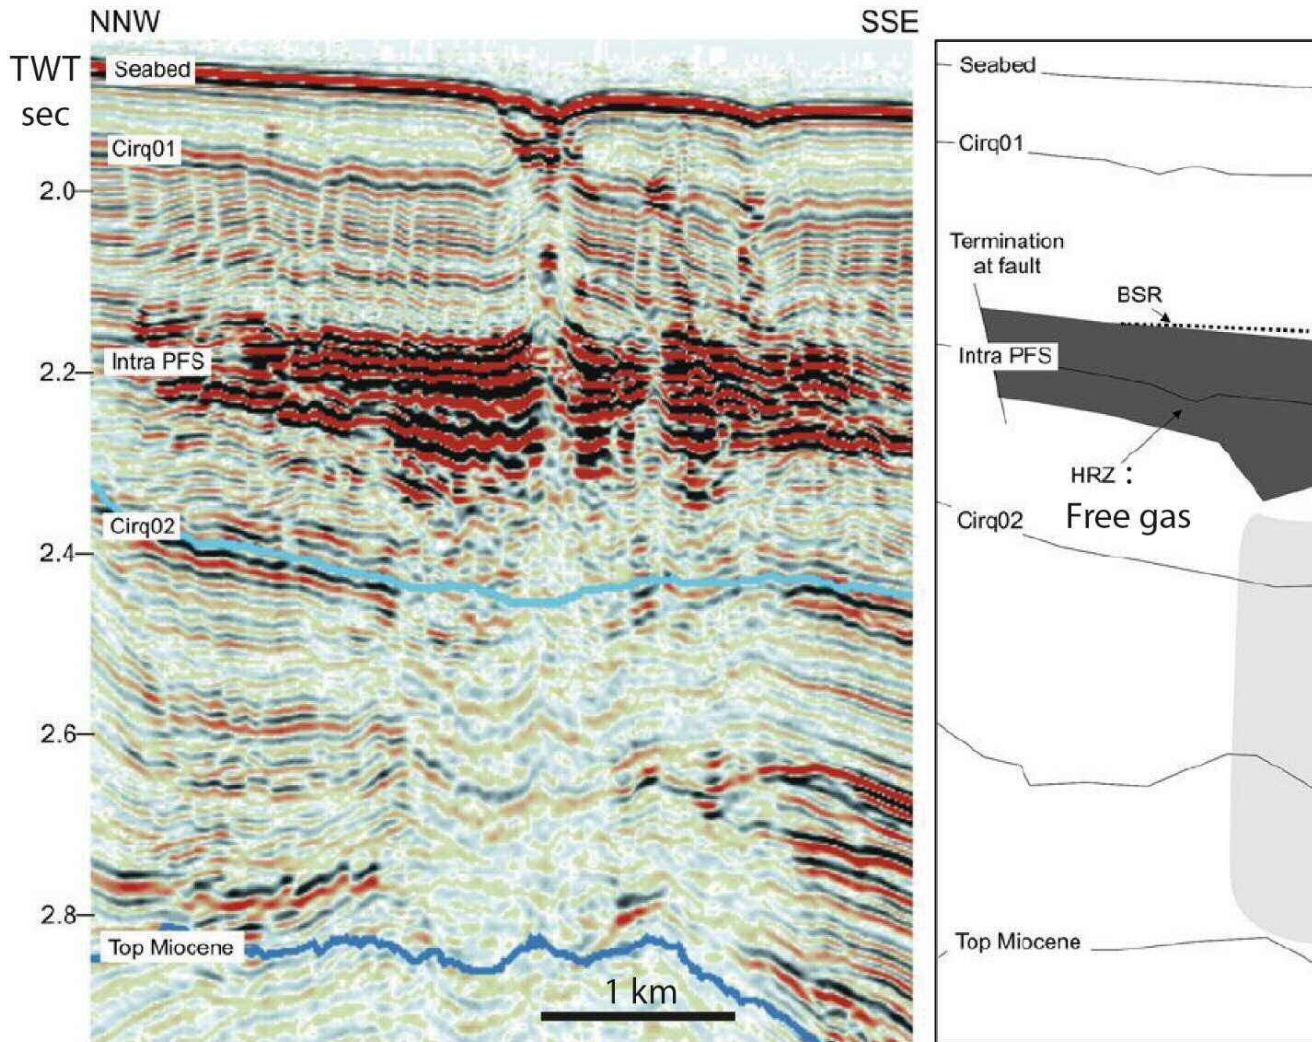 NNW
SSE
TWT
sec
Seabed
Cirq01
2.0
Intra PFS
2.2
Cirq02
2.4
2.6
2.8
Top Miocene
1 km
Seabed
Cirq01
Termination
at fault
BSR
Intra PFS
HRZ :
Free gas
Cirq02
Top Miocene